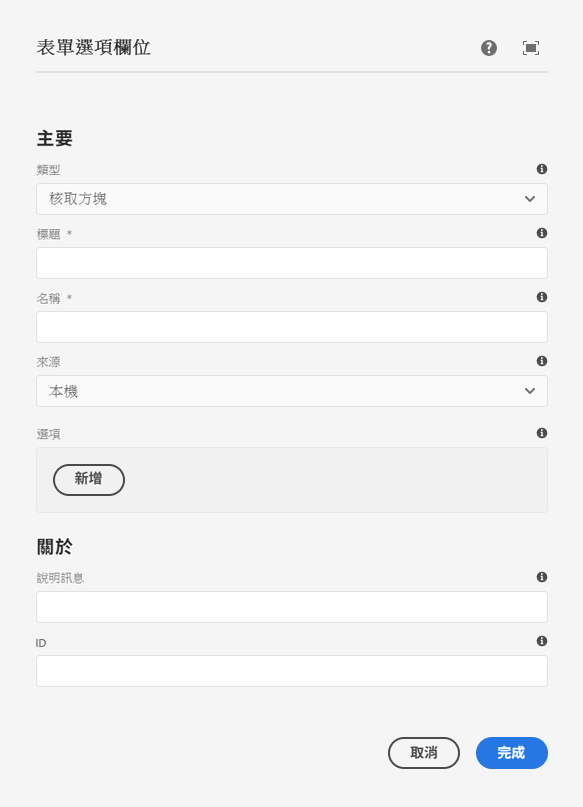 表單選項欄位
主要
類型
核取方塊
標題 *
名稱 *
來源
本機
選項
新增
關於
說明訊息
ID
取消
完成